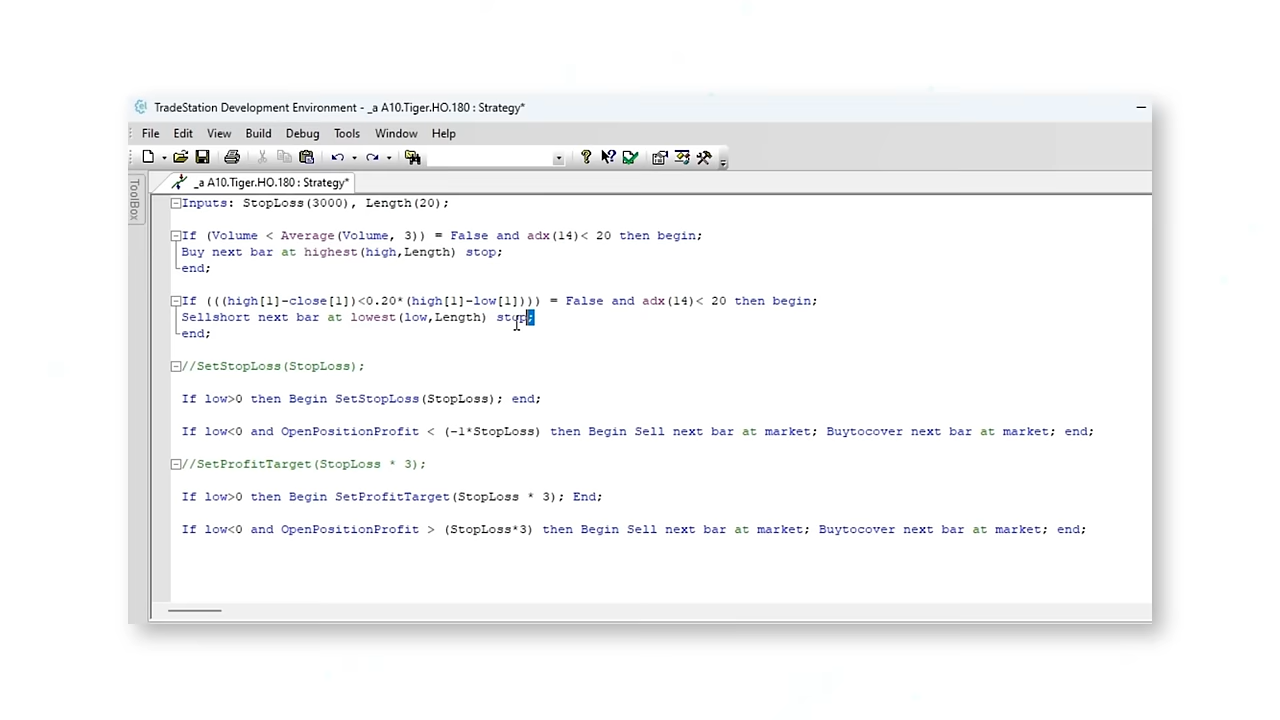 TradeStation Development Environment - _a A10.Tiger.HO.180 : Strategy*
File Edit View Build Debug Tools Window Help
_a A10.Tiger.HO.180 : Strategy*
ToolBox
Inputs: StopLoss(3000), Length(20);
If (Volume < Average(Volume, 3)) = False and adx(14)< 20 then begin;
Buy next bar at highest(high,Length) stop;
end;
If (((high[1]-close[1])<0.20*(high[1]-low[1]))) = False and adx(14)< 20 then begin;
Sellshort next bar at lowest(low,Length) stop;
end;
//SetStopLoss(StopLoss);
If low>0 then Begin SetStopLoss(StopLoss); end;
If low<0 and OpenPositionProfit < (-1*StopLoss) then Begin Sell next bar at market; Buytocover next bar at market; end;
//SetProfitTarget(StopLoss * 3);
If low>0 then Begin SetProfitTarget(StopLoss * 3); End;
If low<0 and OpenPositionProfit > (StopLoss*3) then Begin Sell next bar at market; Buytocover next bar at market; end;